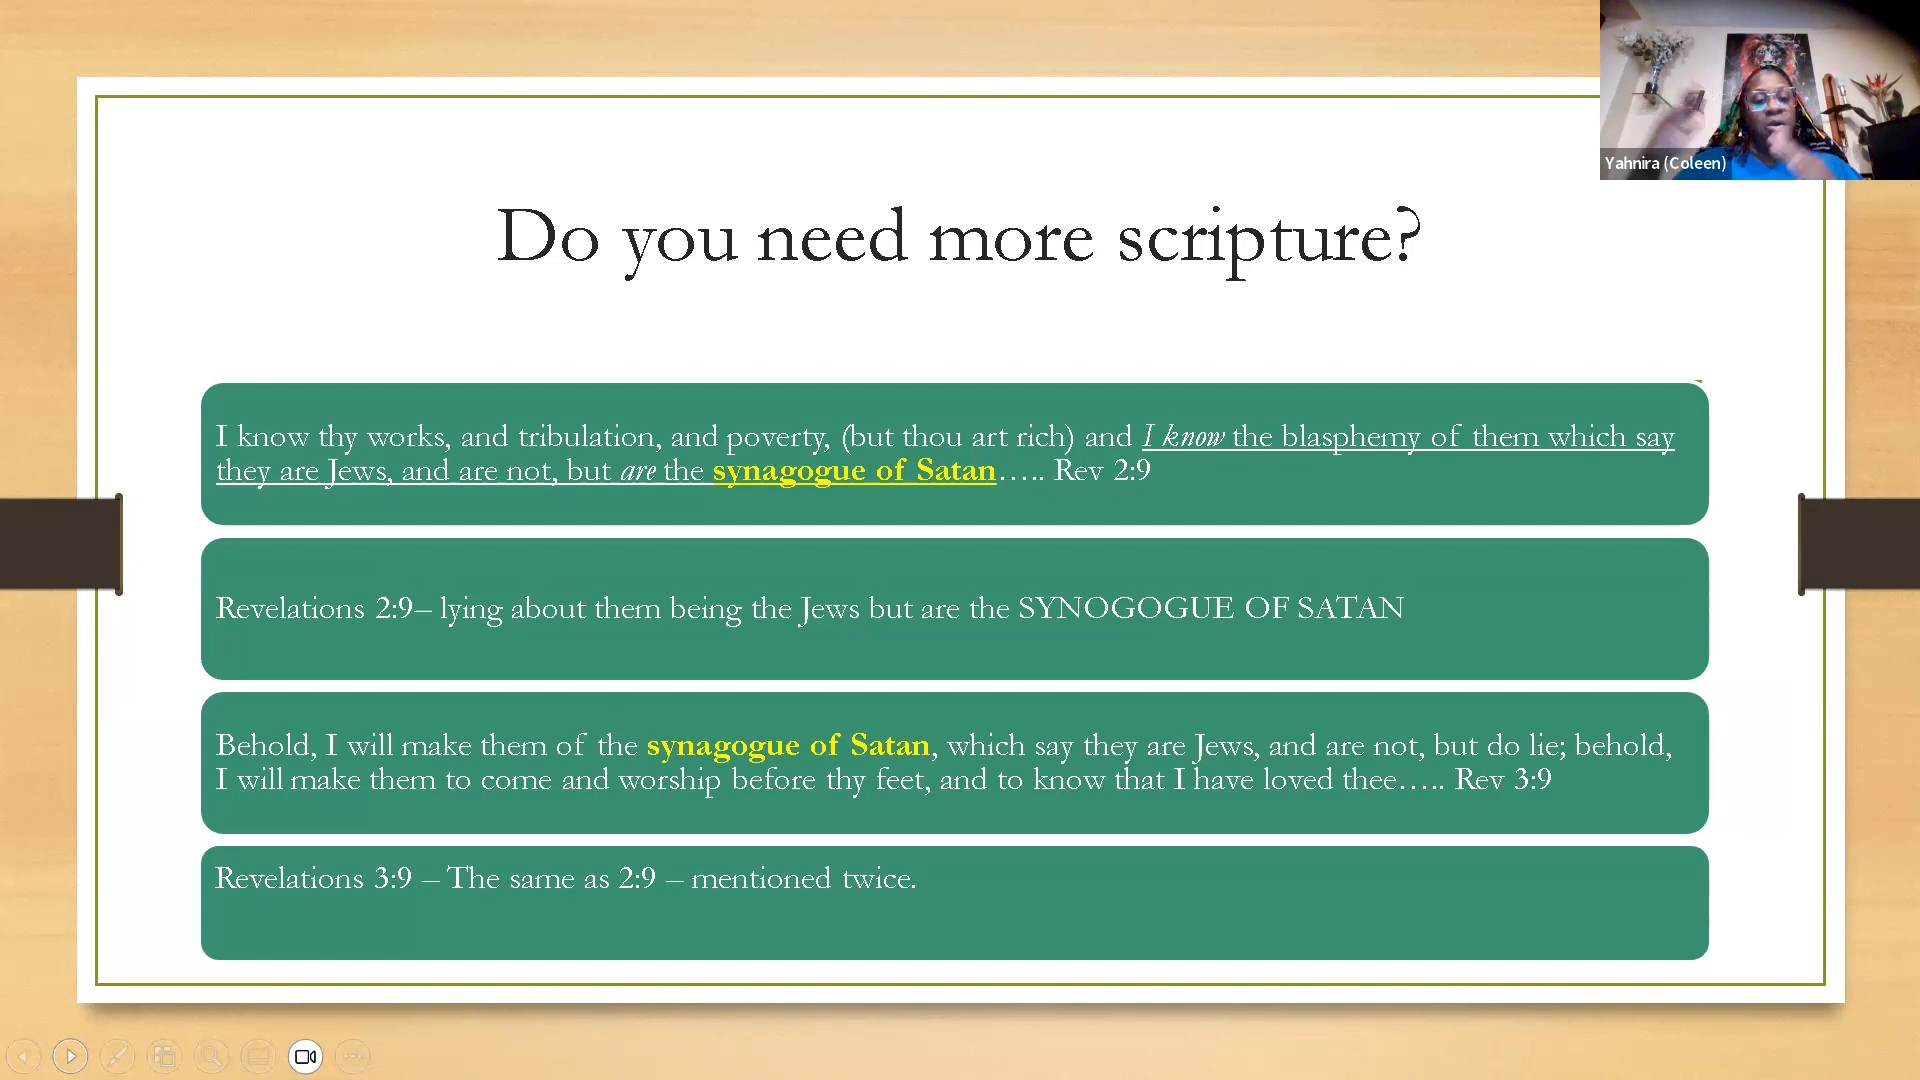 Yahnira (Coleen)
Do you need more scripture?
I know thy works, and tribulation, and poverty, (but thou art rich) and I know the blasphemy of them which say
they are Jews, and are not, but are the synagogue of Satan….. Rev 2:9
Revelations 2:9– lying about them being the Jews but are the SYNOGOGUE OF SATAN
Behold, I will make them of the synagogue of Satan, which say they are Jews, and are not, but do lie; behold,
I will make them to come and worship before thy feet, and to know that I have loved thee….. Rev 3:9
Revelations 3:9 – The same as 2:9 – mentioned twice.